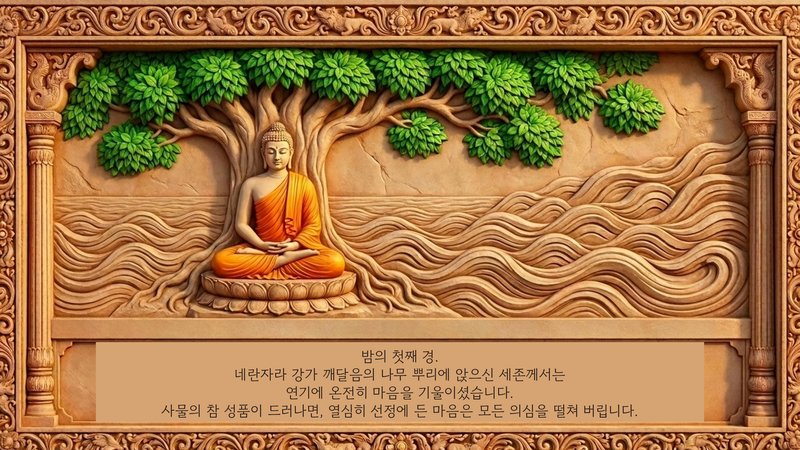 밤의 첫째 경.
네란자라 강가 깨달음의 나무 뿌리에 앉으신 세존께서는
연기에 온전히 마음을 기울이셨습니다.
사물의 참 성품이 드러나면, 열심히 선정에 든 마음은 모든 의심을 떨쳐 버립니다.